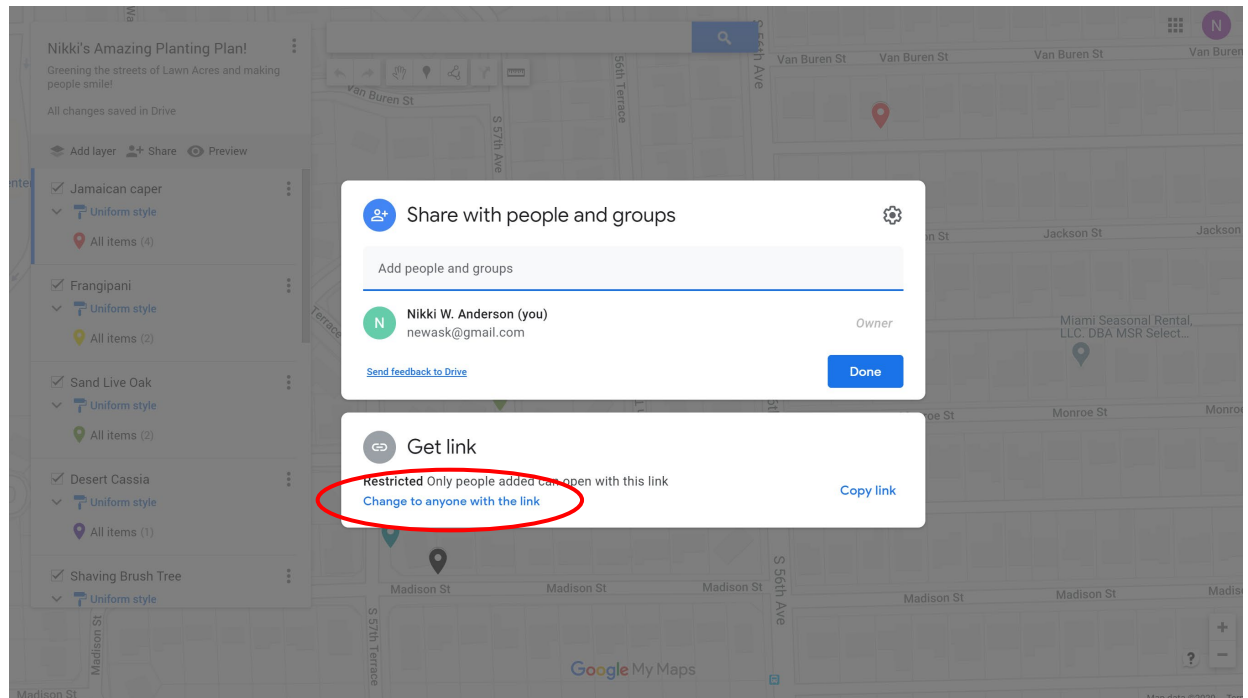 Nikki's Amazing Planting Plan!
Greening the streets of Lawn Acres and making
people smile!
All changes saved in Drive
Add layer Share Preview
Jamaican caper
Uniform style
All items (4)
Frangipani
Uniform style
All items (2)
Sand Live Oak
Uniform style
All items (2)
Desert Cassia
Uniform style
All items (1)
Shaving Brush Tree
Uniform style
Share with people and groups
Add people and groups
N
Nikki W. Anderson (you)
newask@gmail.com
Owner
Send feedback to Drive
Done
Get link
Restricted Only people added can open with this link
Change to anyone with the link
Copy link
N
Van Buren St
Van Buren St
Van Buren St
Van Buren St
Van Buren
S 57th Ave
56th Terrace
S 56th Ave
Jackson St
Jackson
Terrace
Miami Seasonal Rental,
LLC. DBA MSR Select...
Monroe St
Monroe
Madison St
Madison St
Madison St
Madison St
Madison St
S 56th Ave
S 57th Terrace
Madison St
Madison St
Google My Maps
?
+
−